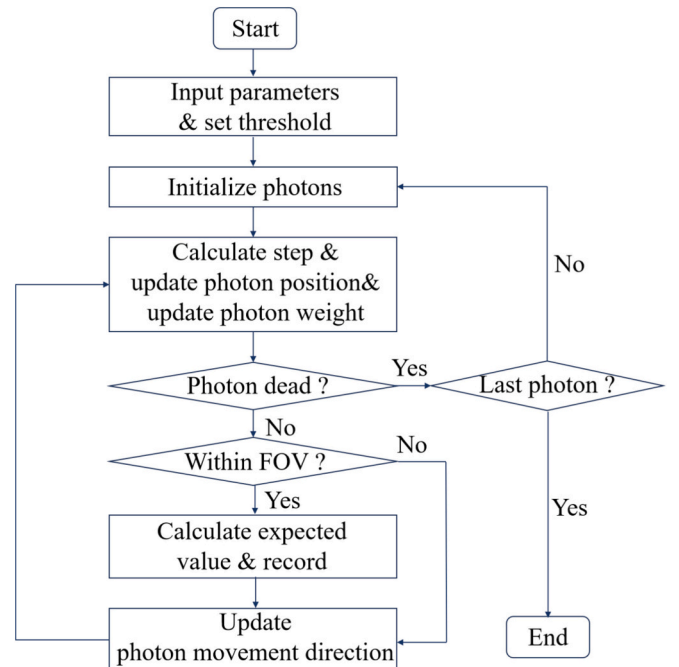 Start
Input parameters
& set threshold
Initialize photons
Calculate step &
update photon position&
update photon weight
No
Photon dead ?
Yes
Last photon ?
No
No
Within FOV ?
Yes
Yes
Calculate expected
value & record
Update
photon movement direction
End